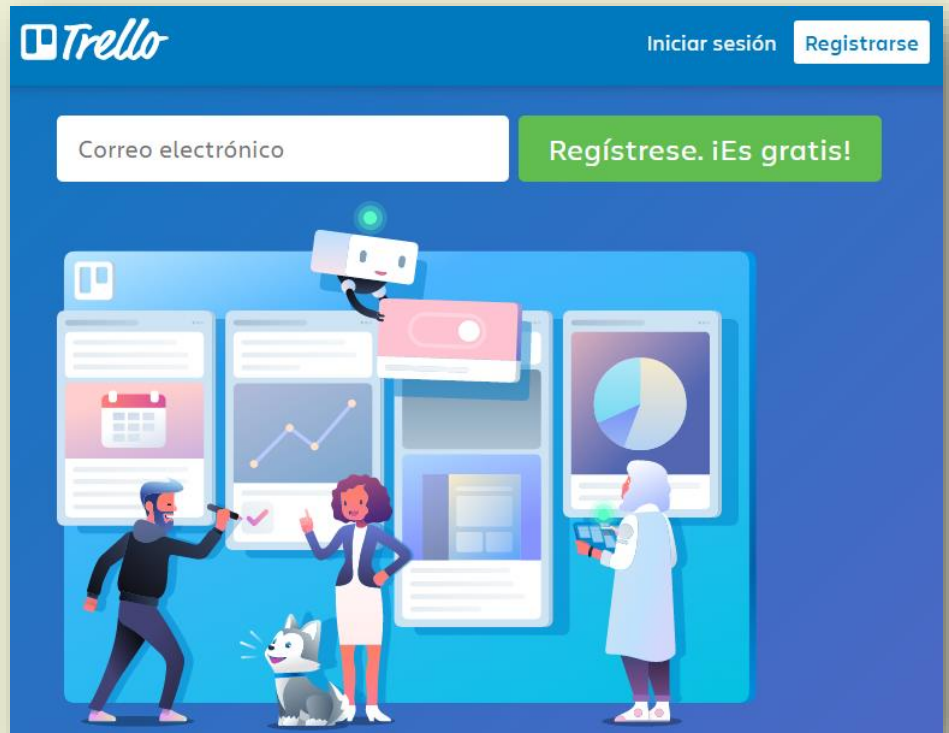 Trello
Iniciar sesión Registrarse
Correo electrónico Regístrese. ¡Es gratis!